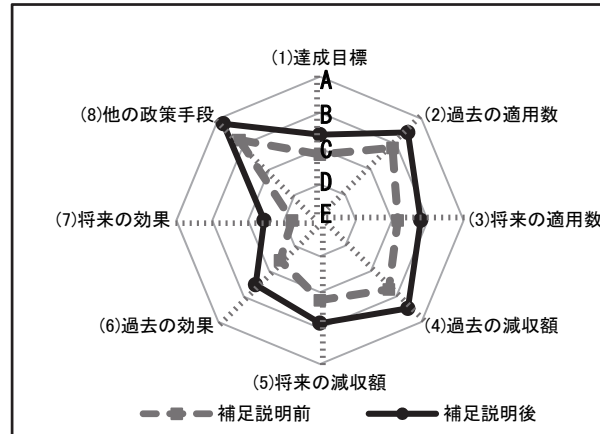 (1)達成目標
A
(8)他の政策手段
B
(2)過去の適用数
C
D
(7)将来の効果
E
(3)将来の適用数
(6)過去の効果
(4)過去の減収額
(5)将来の減収額
補足説明前
補足説明後